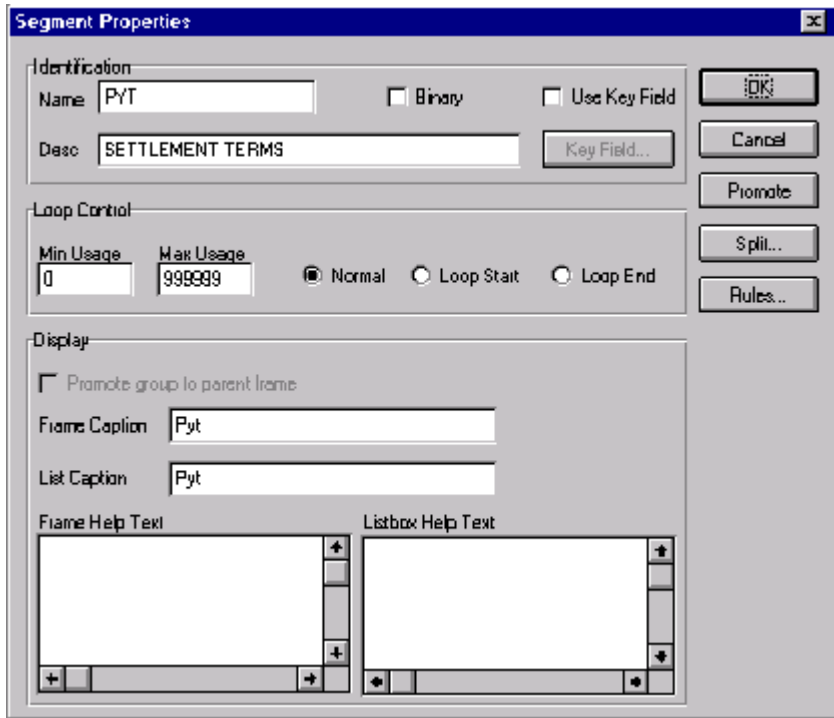 Segment Properties
Identification
Name PYT Binary Use Key Field
Desc SETTLEMENT TERMS Key Field...
OK
Cancel
Promote
Split...
Rules...
Loop Control
Min Usage Max Usage
0 999999 Normal Loop Start Loop End
Display
Promote group to parent frame
Frame Caption Pyt
List Caption Pyt
Frame Help Text Listbox Help Text